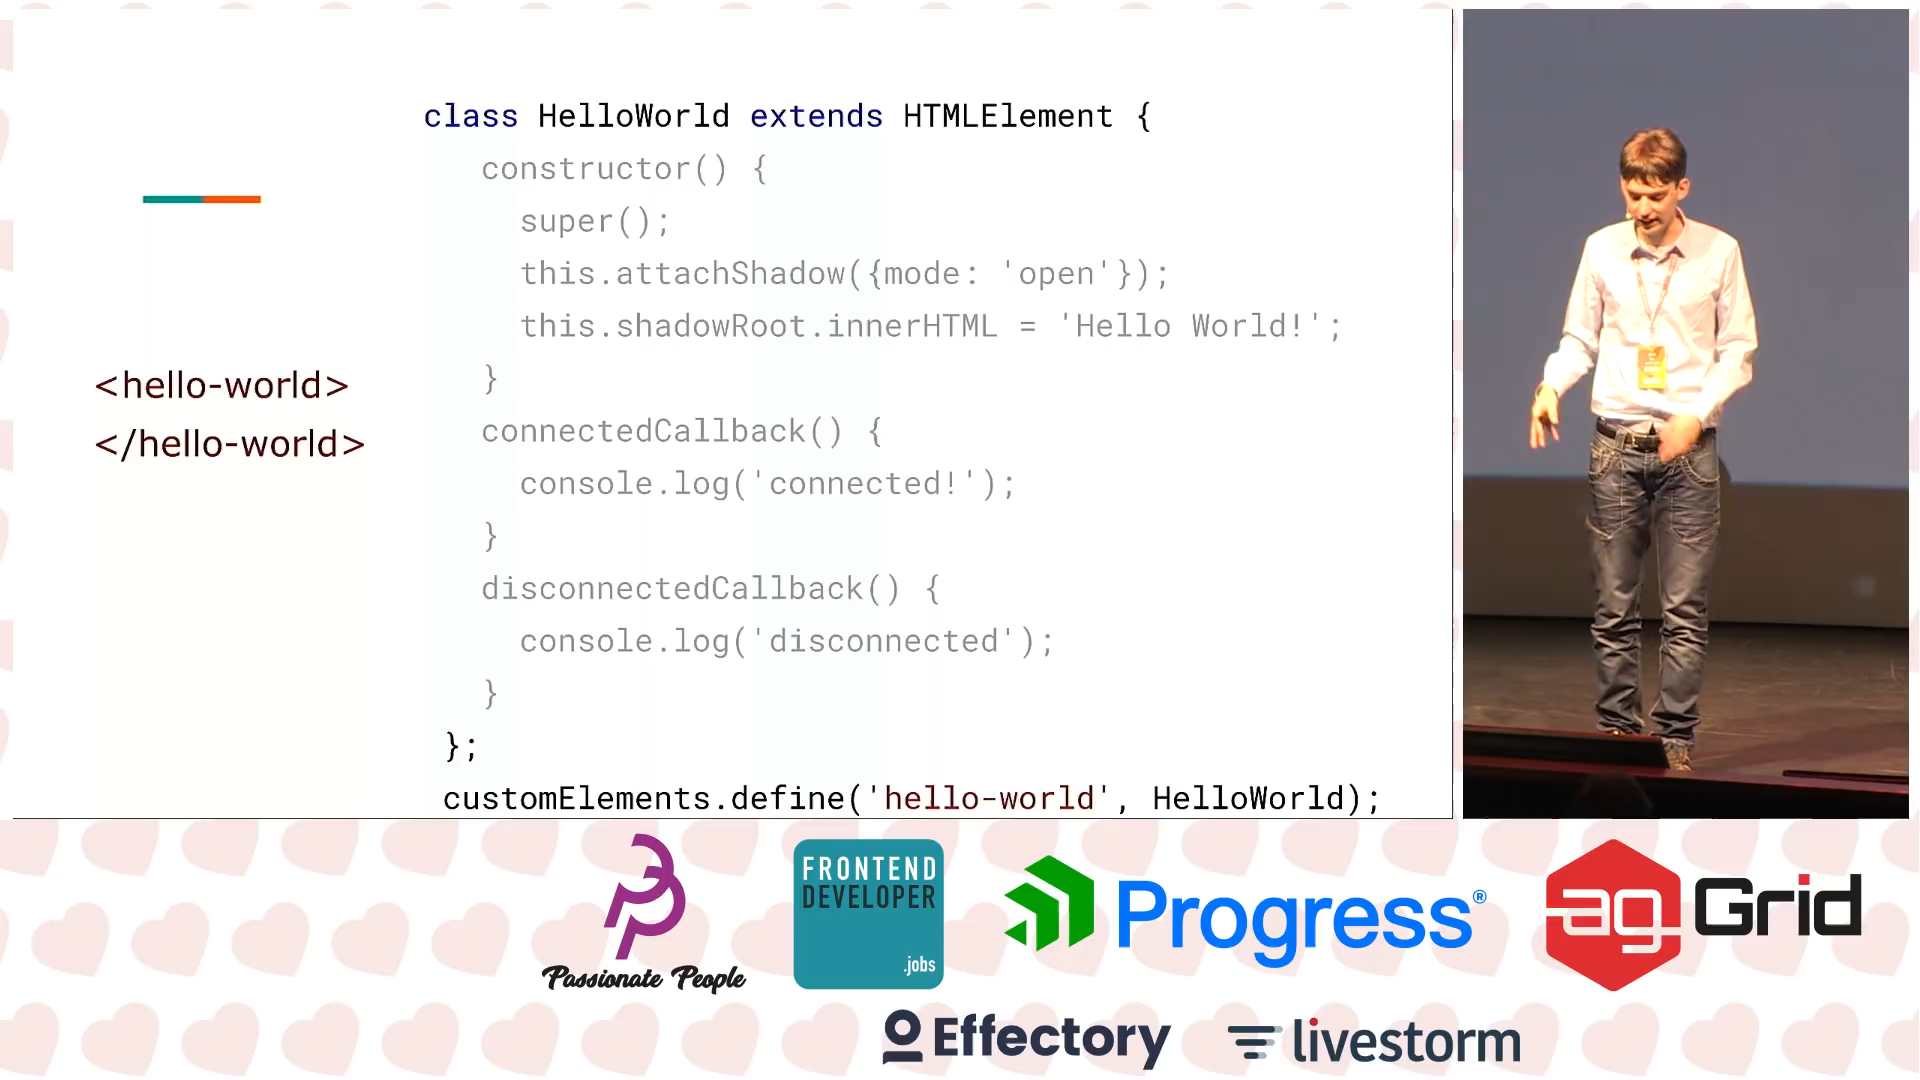 class HelloWorld extends HTMLElement {
constructor() {
super();
this.attachShadow({mode: 'open'});
this.shadowRoot.innerHTML = 'Hello World!';
}
connectedCallback() {
console.log('connected!');
}
disconnectedCallback() {
console.log('disconnected');
}
};
customElements.define('hello-world', HelloWorld);
<hello-world>
</hello-world>
Passionate People
FRONTEND
DEVELOPER
.jobs
Progress®
ag Grid
Effectory
livestorm